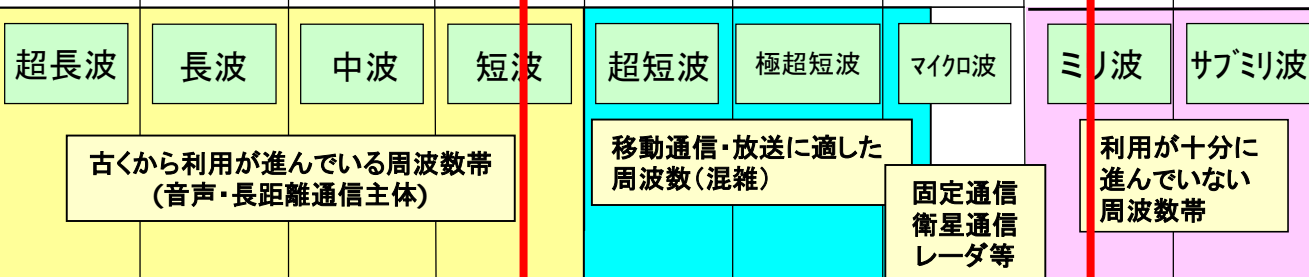 超長波
長波
中波
短波
超短波
極超短波
マイクロ波
ミリ波
サブミリ波
古くから利用が進んでいる周波数帯
(音声・長距離通信主体)
移動通信・放送に適した
周波数(混雑)
固定通信
衛星通信
レーダ等
利用が十分に
進んでいない
周波数帯